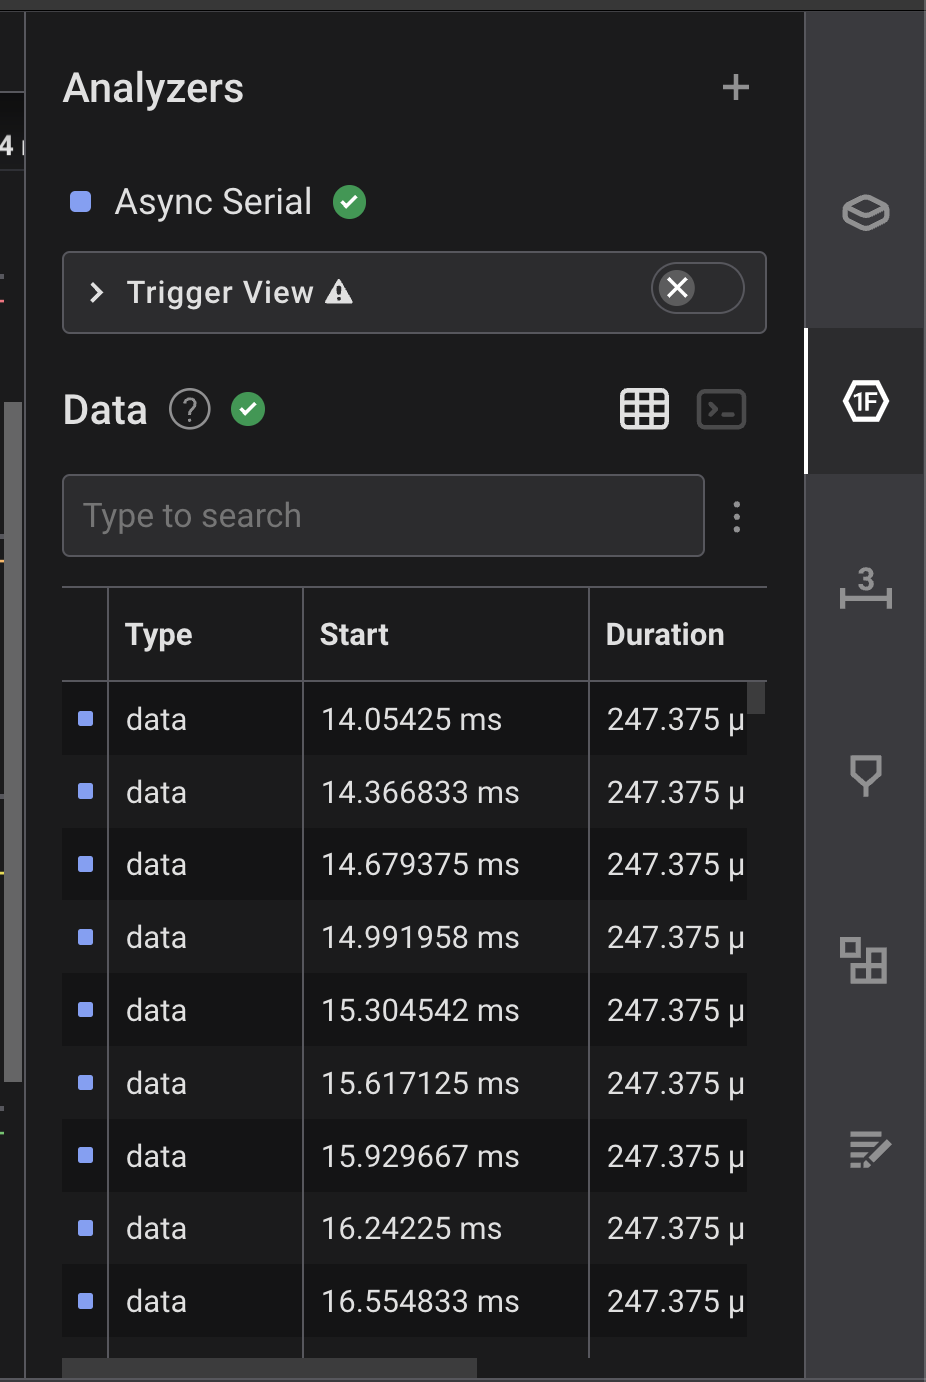 Analyzers
4
Async Serial
Trigger View
Data ?
Type to search
Type Start Duration
data 14.05425 ms 247.375 µ
data 14.366833 ms 247.375 µ
data 14.679375 ms 247.375 µ
data 14.991958 ms 247.375 µ
data 15.304542 ms 247.375 µ
data 15.617125 ms 247.375 µ
data 15.929667 ms 247.375 µ
data 16.24225 ms 247.375 µ
data 16.554833 ms 247.375 µ
1F
3